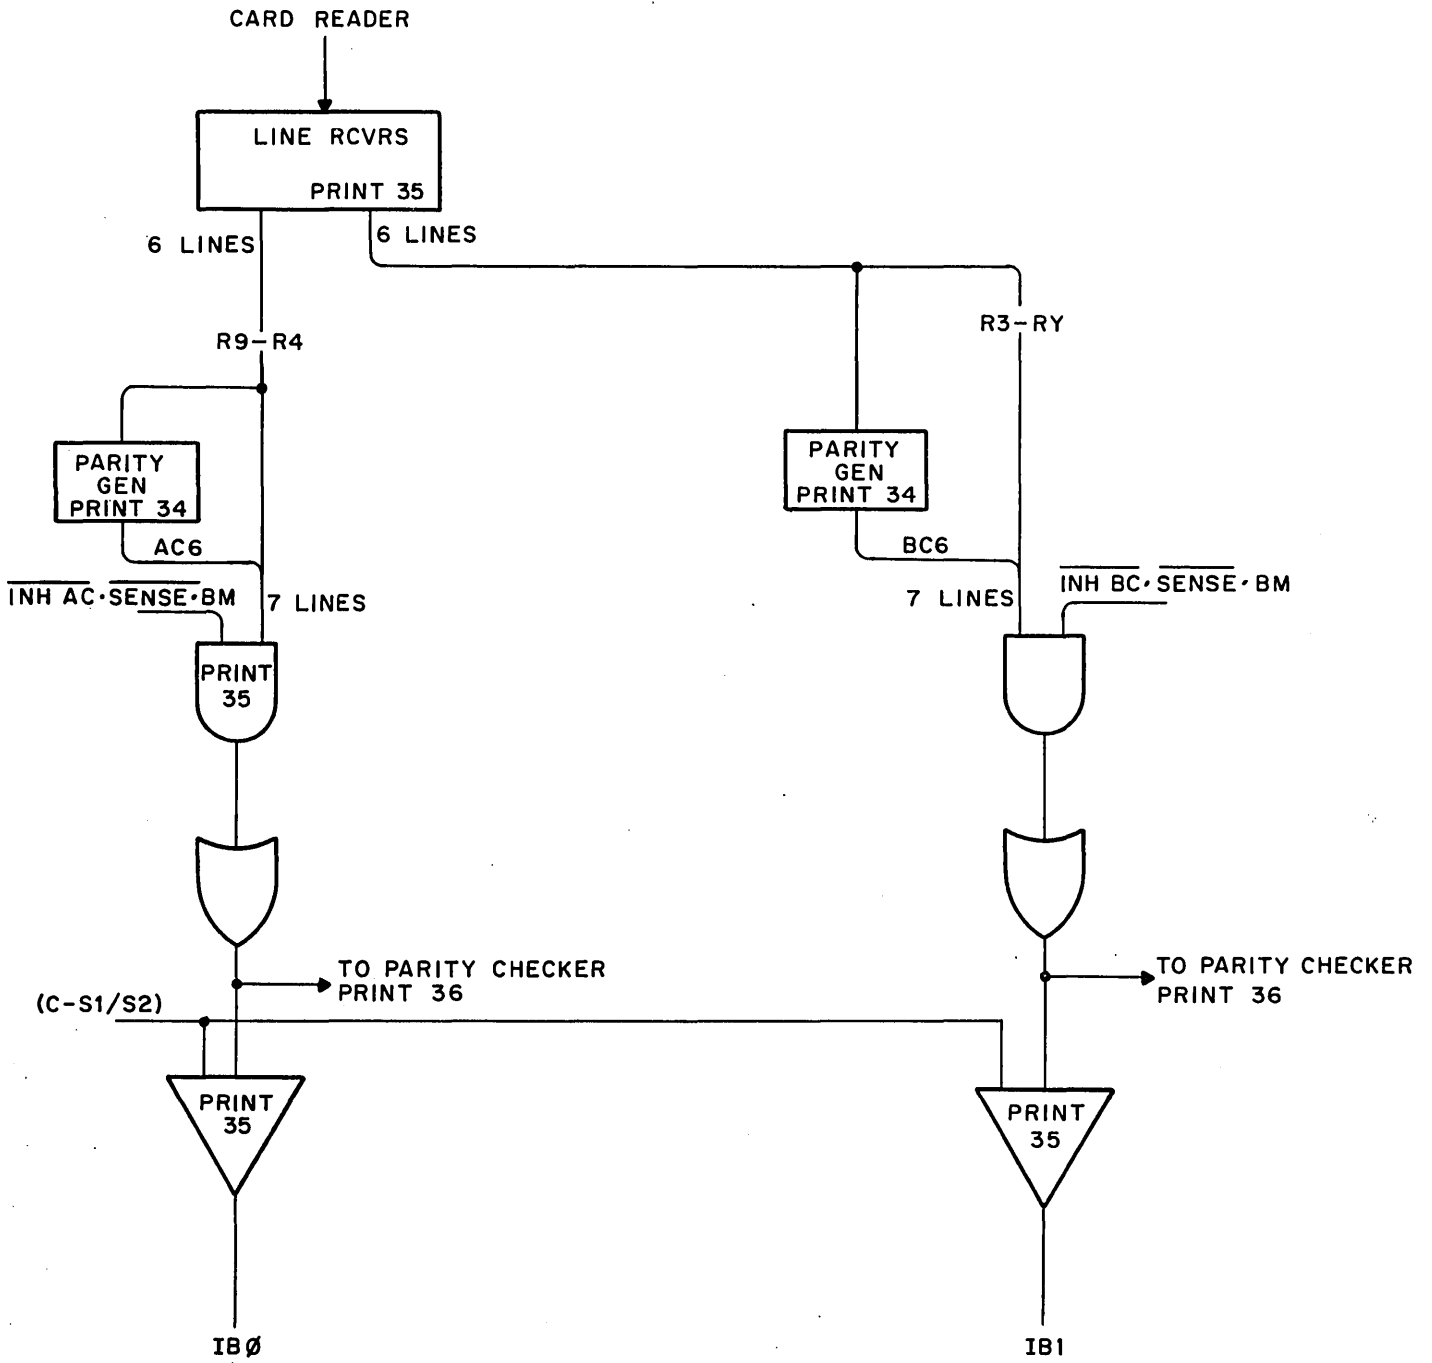 CARD READER
LINE RCVRS
PRINT 35
6 LINES
6 LINES
R3-RY
R9-R4
PARITY
GEN
PRINT 34
PARITY
GEN
PRINT 34
AC6
BC6
INH AC·SENSE·BM
7 LINES
7 LINES
INH BC·SENSE·BM
PRINT
35
TO PARITY CHECKER
PRINT 36
TO PARITY CHECKER
PRINT 36
(C-S1/S2)
PRINT
35
PRINT
35
IBØ
IB1